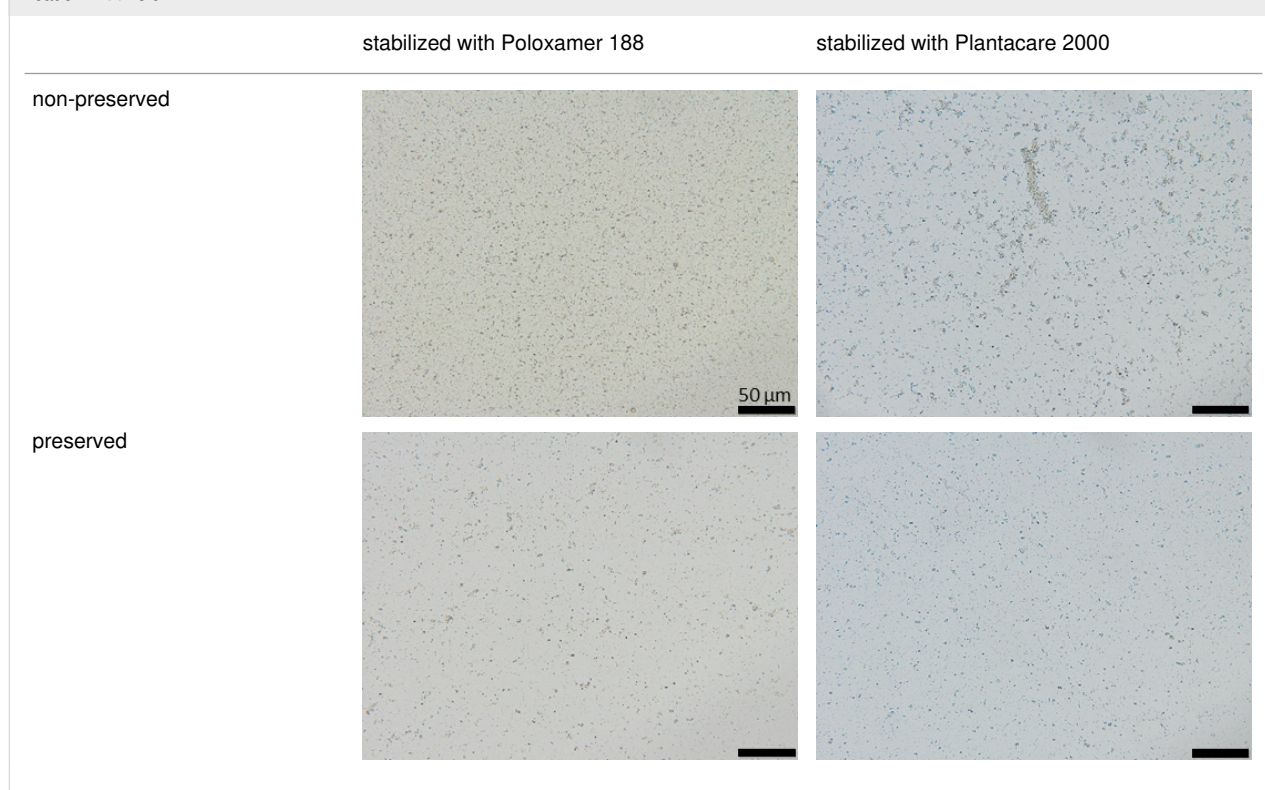 stabilized with Poloxamer 188
stabilized with Plantacare 2000
non-preserved
50 µm
preserved